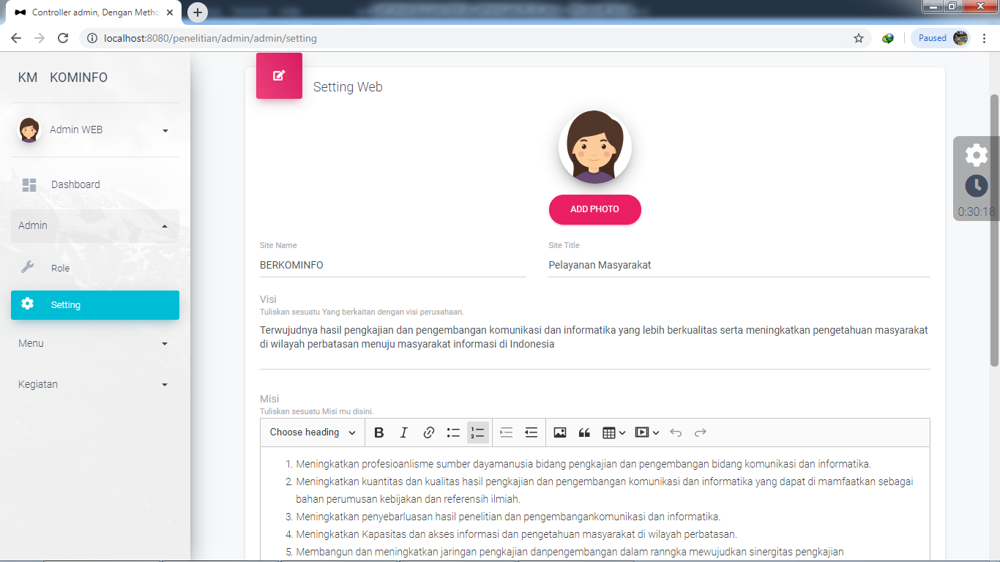 Controller admin, Dengan Metho
localhost:8080/penelitian/admin/admin/setting
Paused
KM KOMINFO
Admin WEB
Dashboard
Admin
Role
Setting
Menu
Kegiatan
Setting Web
ADD PHOTO
Site Name
BERKOMINFO
Site Title
Pelayanan Masyarakat
Visi
Tuliskan sesuatu Yang berkaitan dengan visi perusahaan.
Terwujudnya hasil pengkajian dan pengembangan komunikasi dan informatika yang lebih berkualitas serta meningkatkan pengetahuan masyarakat
di wilayah perbatasan menuju masyarakat informasi di Indonesia
Misi
Tuliskan sesuatu Misi mu disini.
Choose heading
1. Meningkatkan profesioanlisme sumber dayamanusia bidang pengkajian dan pengembangan bidang komunikasi dan informatika.
2. Meningkatkan kuantitas dan kualitas hasil pengkajian dan pengembangan komunikasi dan informatika yang dapat di mamfaatkan sebagai
bahan perumusan kebijakan dan referensih ilmiah.
3. Meningkatkan penyebarluasan hasil penelitian dan pengembangankomunikasi dan informatika.
4. Meningkatkan Kapasitas dan akses informasi dan pengetahuan masyarakat di wilayah perbatasan.
5. Membangun dan meningkatkan jaringan pengkajian danpengembangan dalam ranngka mewujudkan sinergitas pengkajian
0:30:18